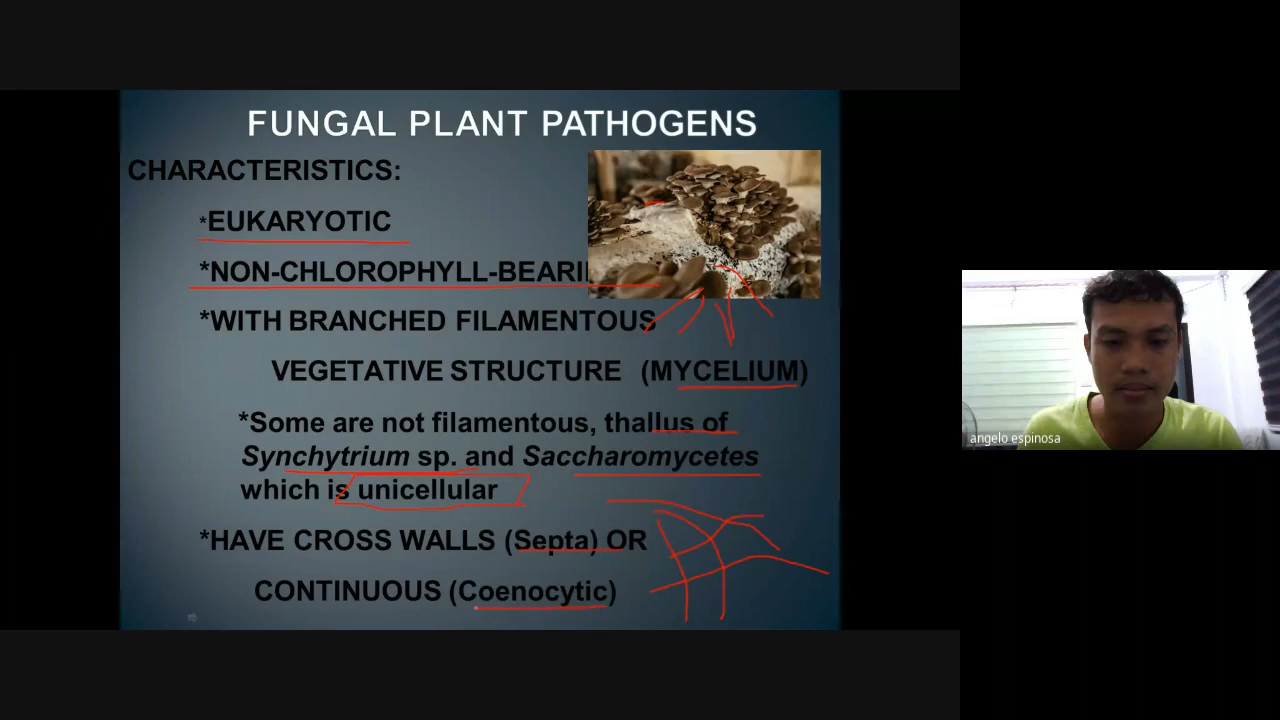 FUNGAL PLANT PATHOGENS
CHARACTERISTICS:
*EUKARYOTIC
*NON-CHLOROPHYLL-BEARI
*WITH BRANCHED FILAMENTOUS
VEGETATIVE STRUCTURE (MYCELIUM)
*Some are not filamentous, thallus of
Synchytrium sp. and Saccharomycetes
which is unicellular
*HAVE CROSS WALLS (Septa) OR
CONTINUOUS (Coenocytic)
angelo espinosa